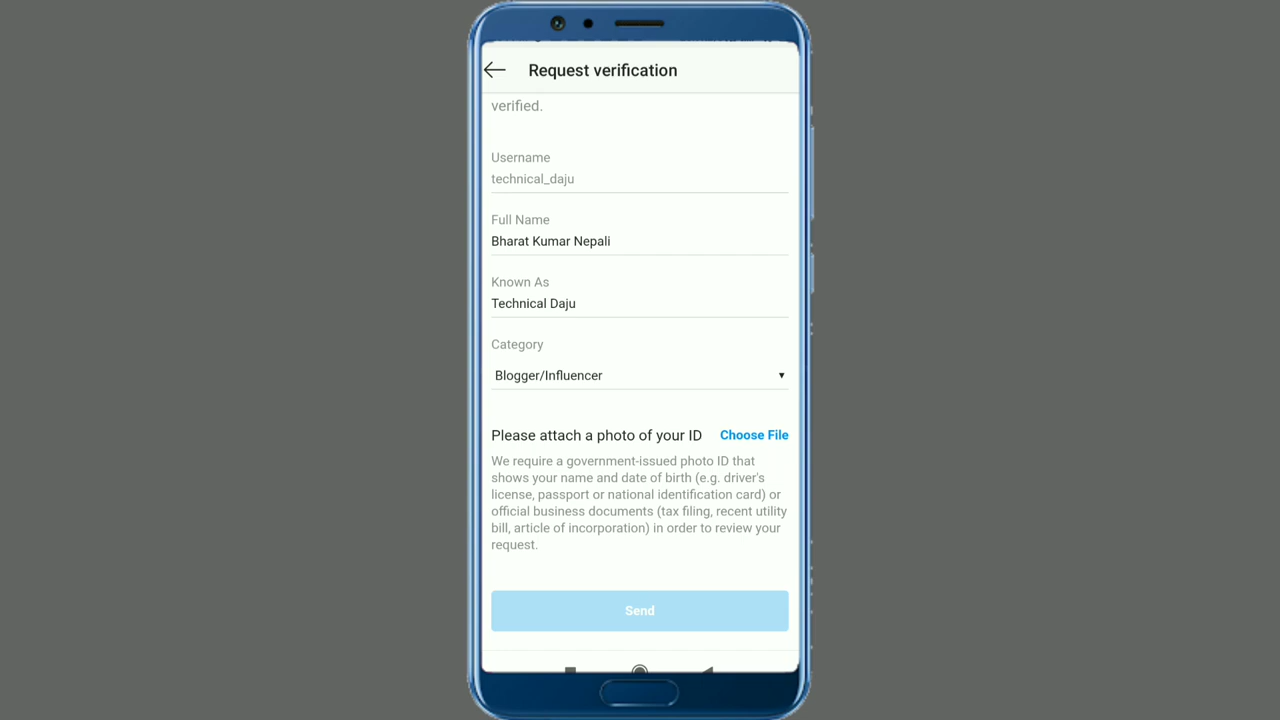 Request verification
verified.
Username
technical_daju
Full Name
Bharat Kumar Nepali
Known As
Technical Daju
Category
Blogger/Influencer
Please attach a photo of your ID Choose File
We require a government-issued photo ID that
shows your name and date of birth (e.g. driver's
license, passport or national identification card) or
official business documents (tax filing, recent utility
bill, article of incorporation) in order to review your
request.
Send